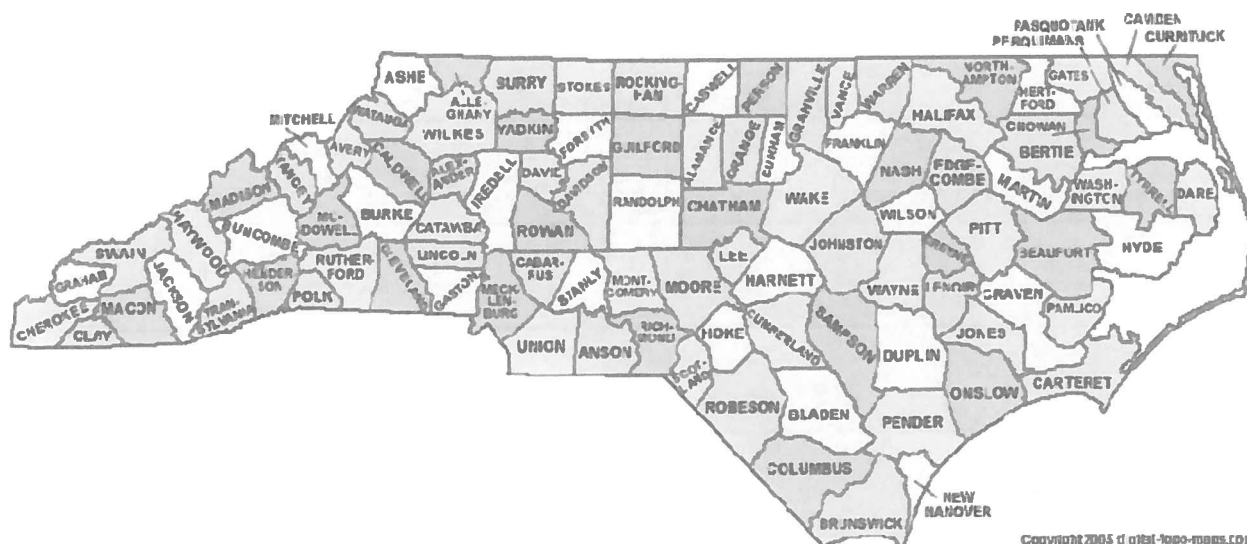 PASQUOTANK
CAMDEN
PERQUIMANS
CURRITUCK
ASHE
ALLE-
GHANY
SURRY
STOKES
ROCKING-
HAM
CASWELL
PERSON
GRANVILLE
VANCE
WARREN
NORTH-
AMPTON
GATES
HERT-
FORD
HALIFAX
MITCHELL
WATAUGA
WILKES
YADKIN
FORSYTH
GUILFORD
ALAMANCE
ORANGE
DURHAM
FRANKLIN
CHOWAN
BERTIE
AVERY
YANCEY
MADISON
CALDWELL
ALEX-
ANDER
IREDELL
DAVIE
DAVIDSON
RANDOLPH
CHATHAM
WAKE
NASH
EDGE-
COMBE
MARTIN
WASH-
INGTON
TYRRELL
DARE
HAYWOOD
BUNCOMBE
MC-
DOWELL
BURKE
CATAWBA
ROWAN
WILSON
PITT
BEAUFORT
HYDE
SWAIN
GRAHAM
JACKSON
HENDER
SON
RUTHER-
FORD
CLEVELAND
LINCOLN
GASTON
CABAR-
RUS
STANLY
MONT-
GOMERY
MOORE
LEE
HARNETT
JOHNSTON
WAYNE
GREENE
LENOIR
CRAVEN
PAMLICO
CHEROKEE
CLAY
MACON
TRAN-
SYLVANIA
POLK
MECK-
LEN-
BURG
UNION
ANSON
RICH-
MOND
SCOT-
LAND
HOKE
CUMBERLAND
SAMPSON
DUPLIN
JONES
CARTERET
ONSLOW
ROBESON
BLADEN
PENDER
COLUMBUS
BRUNSWICK
NEW
HANOVER